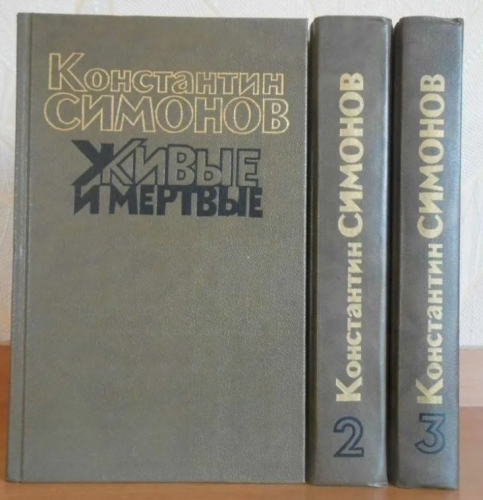 Константин
СИМОНОВ
ЖИВЫЕ
И МЕРТВЫЕ
2 Константин СИМОНОВ
3 Константин СИМОНОВ